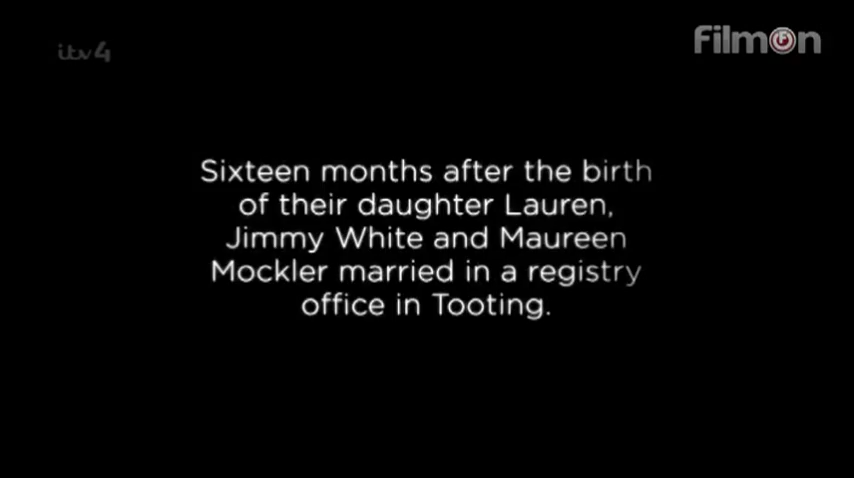 itv4
FilmOn
Sixteen months after the birth
of their daughter Lauren,
Jimmy White and Maureen
Mockler married in a registry
office in Tooting.